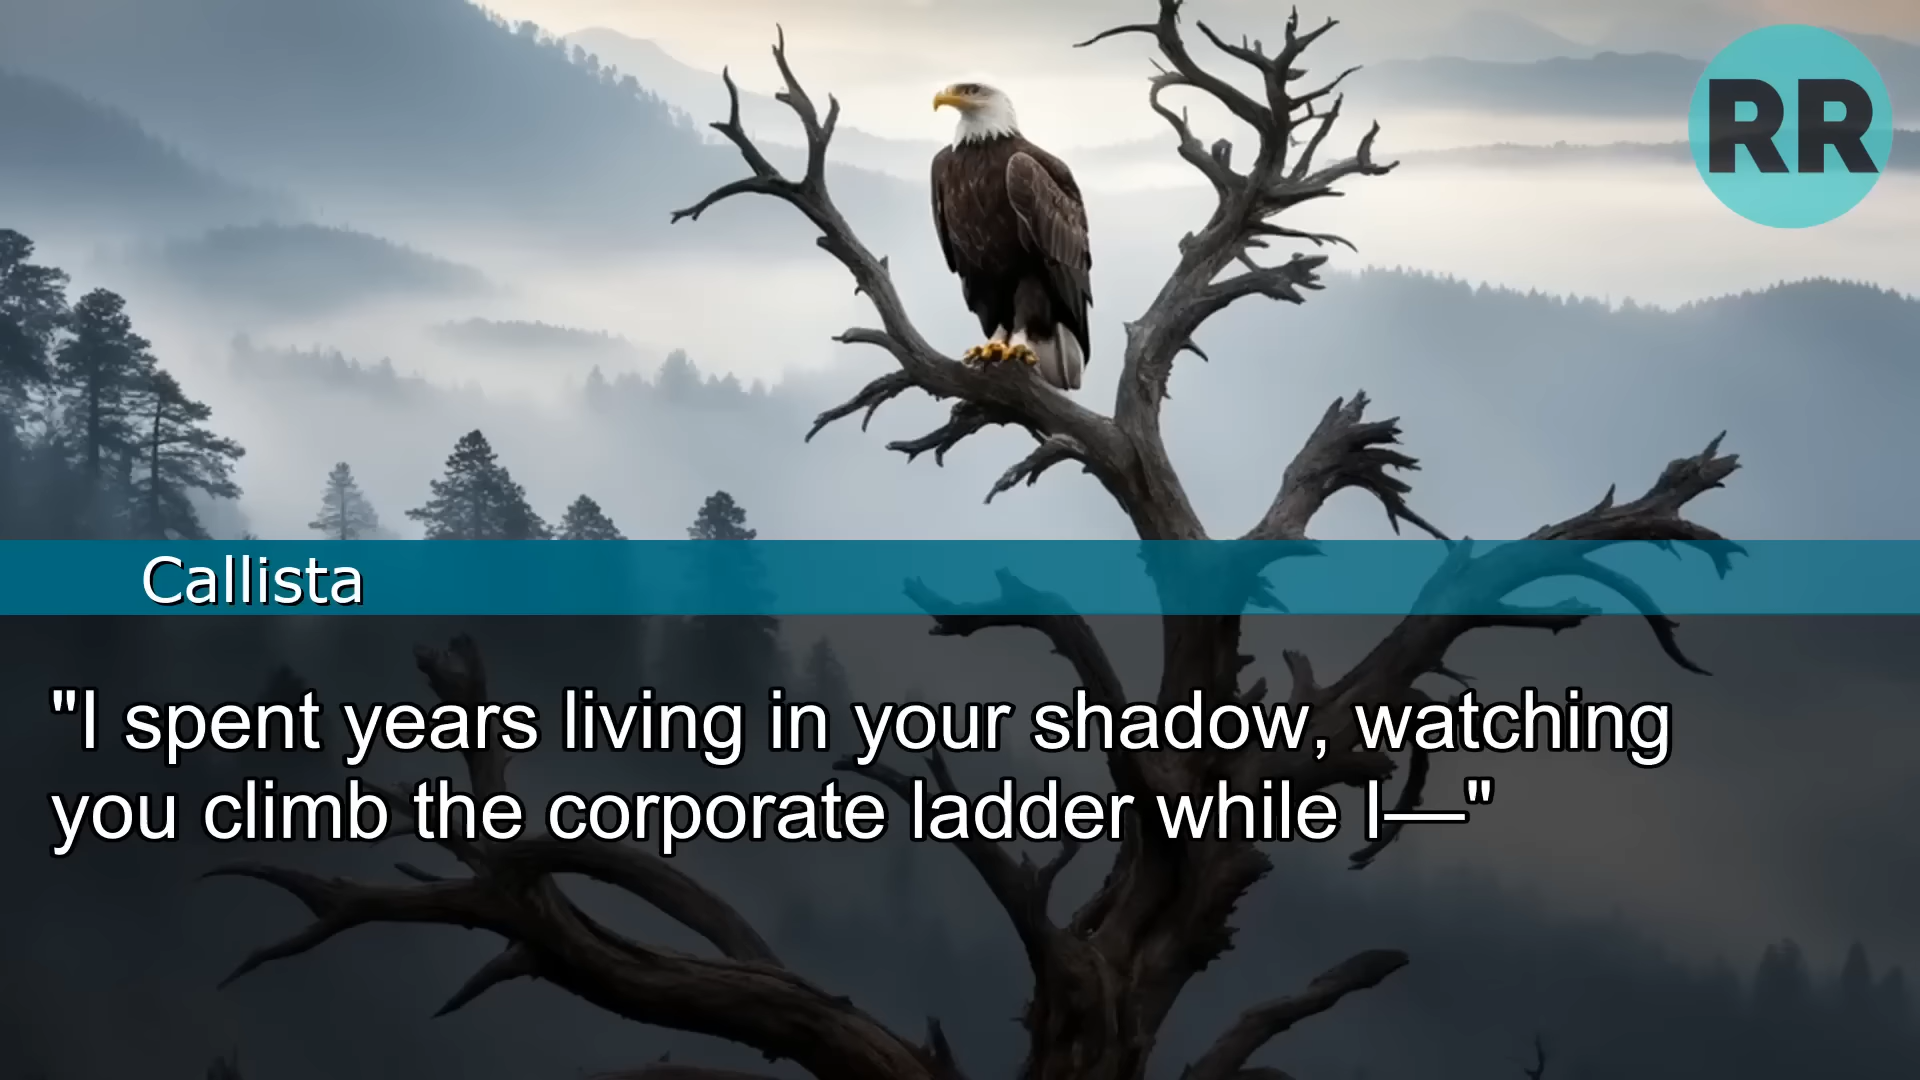 RR
Callista
"I spent years living in your shadow, watching
you climb the corporate ladder while I—"